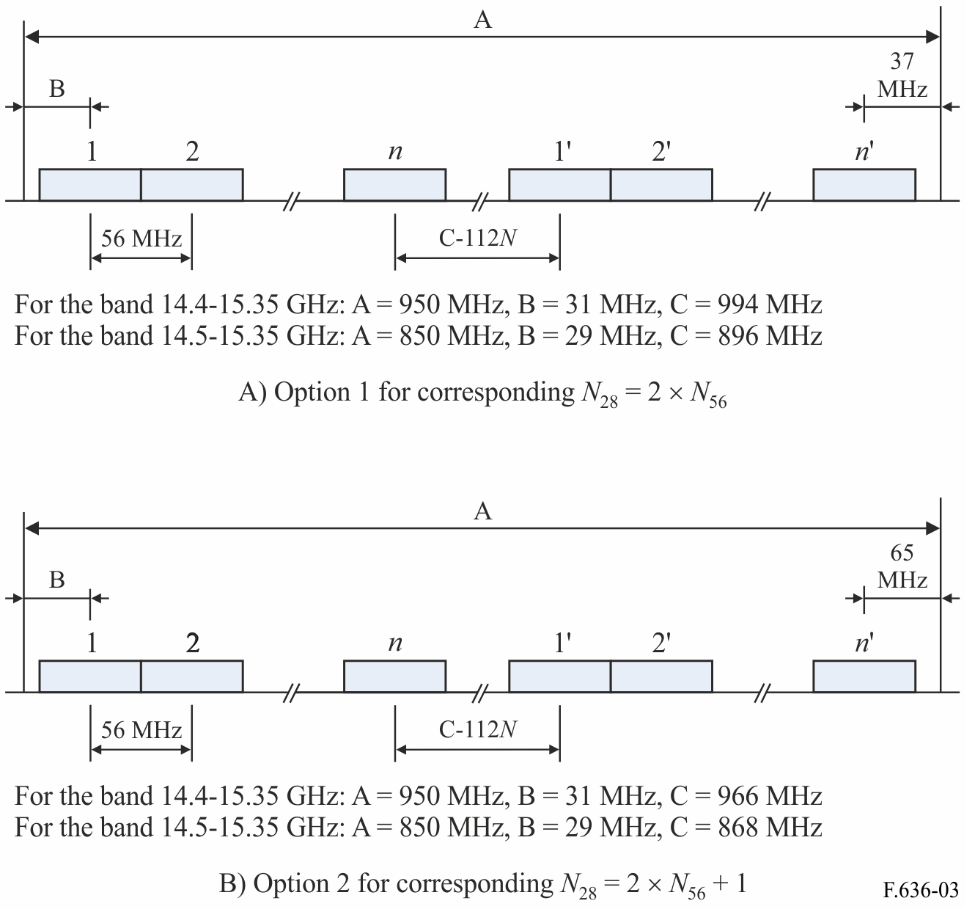 A
37
B
MHz
1 2 n 1' 2' n'
56 MHz C-112N
For the band 14.4-15.35 GHz: A = 950 MHz, B = 31 MHz, C = 994 MHz
For the band 14.5-15.35 GHz: A = 850 MHz, B = 29 MHz, C = 896 MHz
A) Option 1 for corresponding N28 = 2 × N56
A
65
B
MHz
1 2 n 1' 2' n'
56 MHz C-112N
For the band 14.4-15.35 GHz: A = 950 MHz, B = 31 MHz, C = 966 MHz
For the band 14.5-15.35 GHz: A = 850 MHz, B = 29 MHz, C = 868 MHz
B) Option 2 for corresponding N28 = 2 × N56 + 1
F.636-03